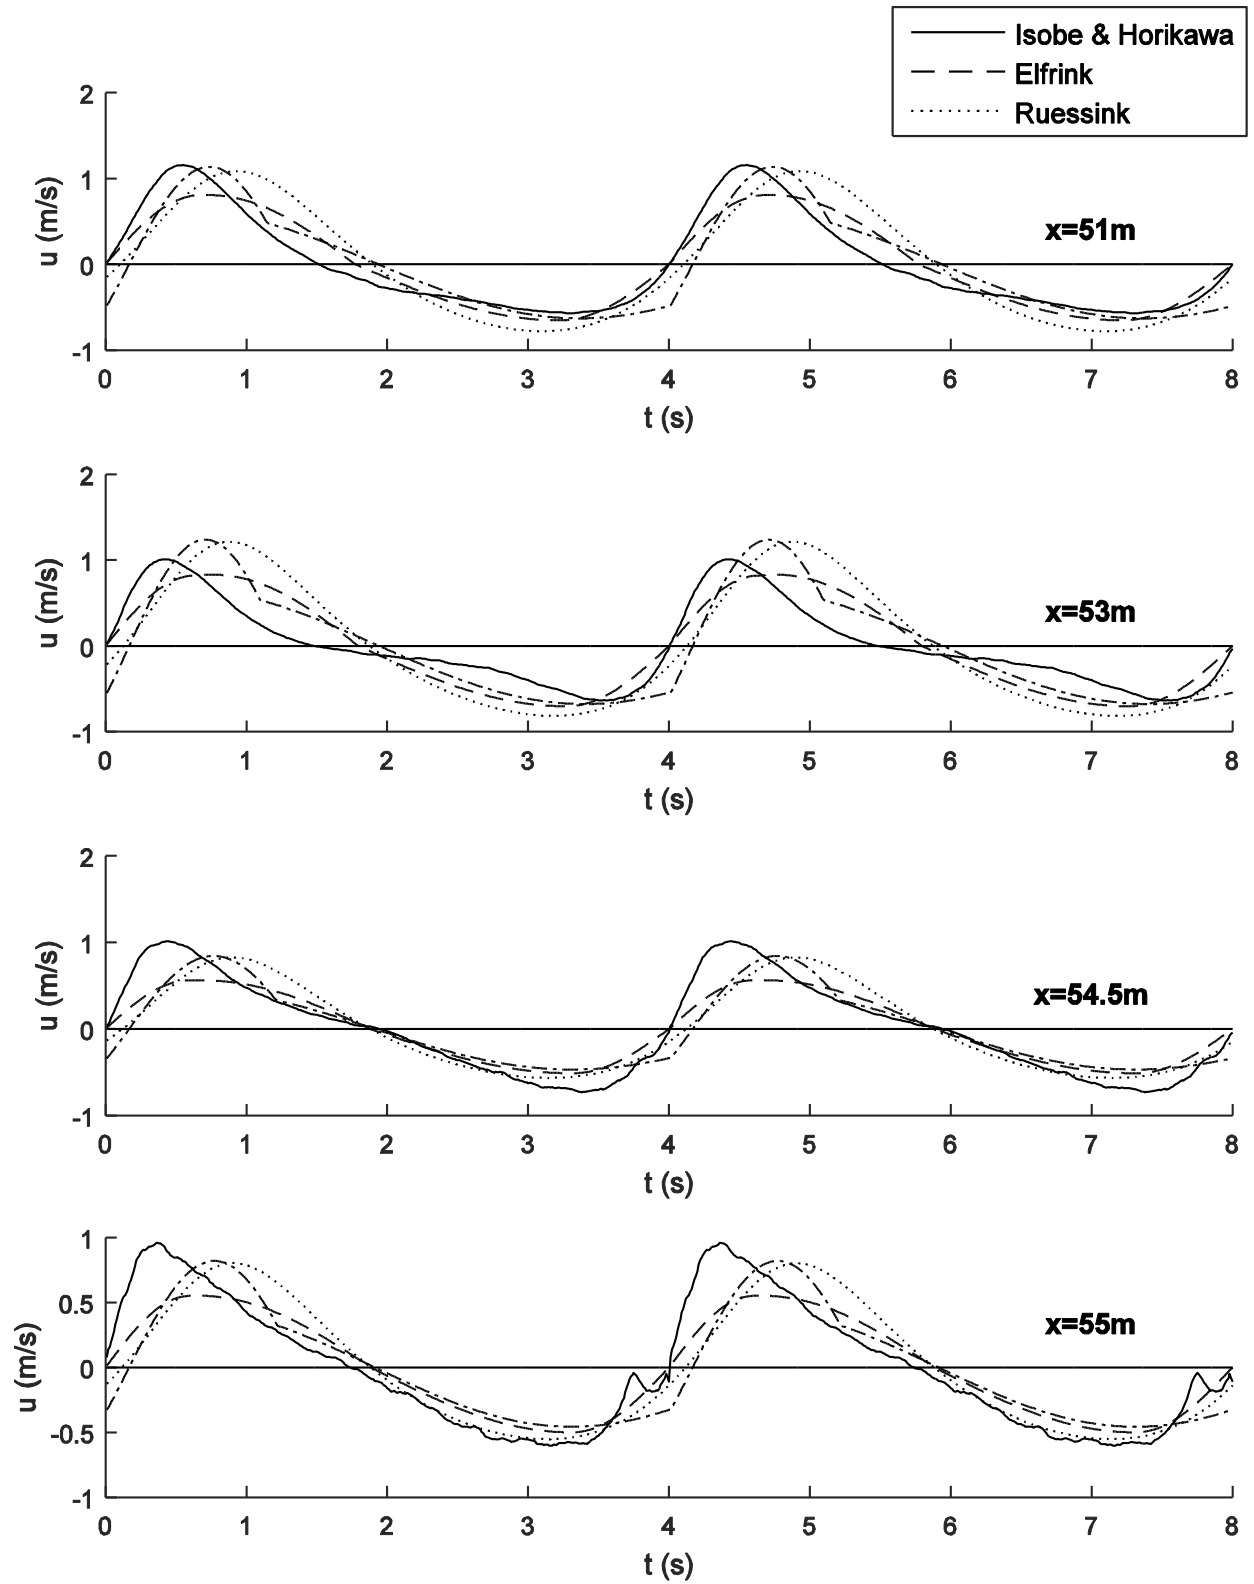 Isobe & Horikawa
Elfrink
Ruessink
2
1
0
-1
u (m/s)
x=51m
0 1 2 3 4 5 6 7 8
t (s)
2
1
0
-1
u (m/s)
x=53m
0 1 2 3 4 5 6 7 8
t (s)
2
1
0
-1
u (m/s)
x=54.5m
0 1 2 3 4 5 6 7 8
t (s)
1
0.5
0
-0.5
-1
u (m/s)
x=55m
0 1 2 3 4 5 6 7 8
t (s)